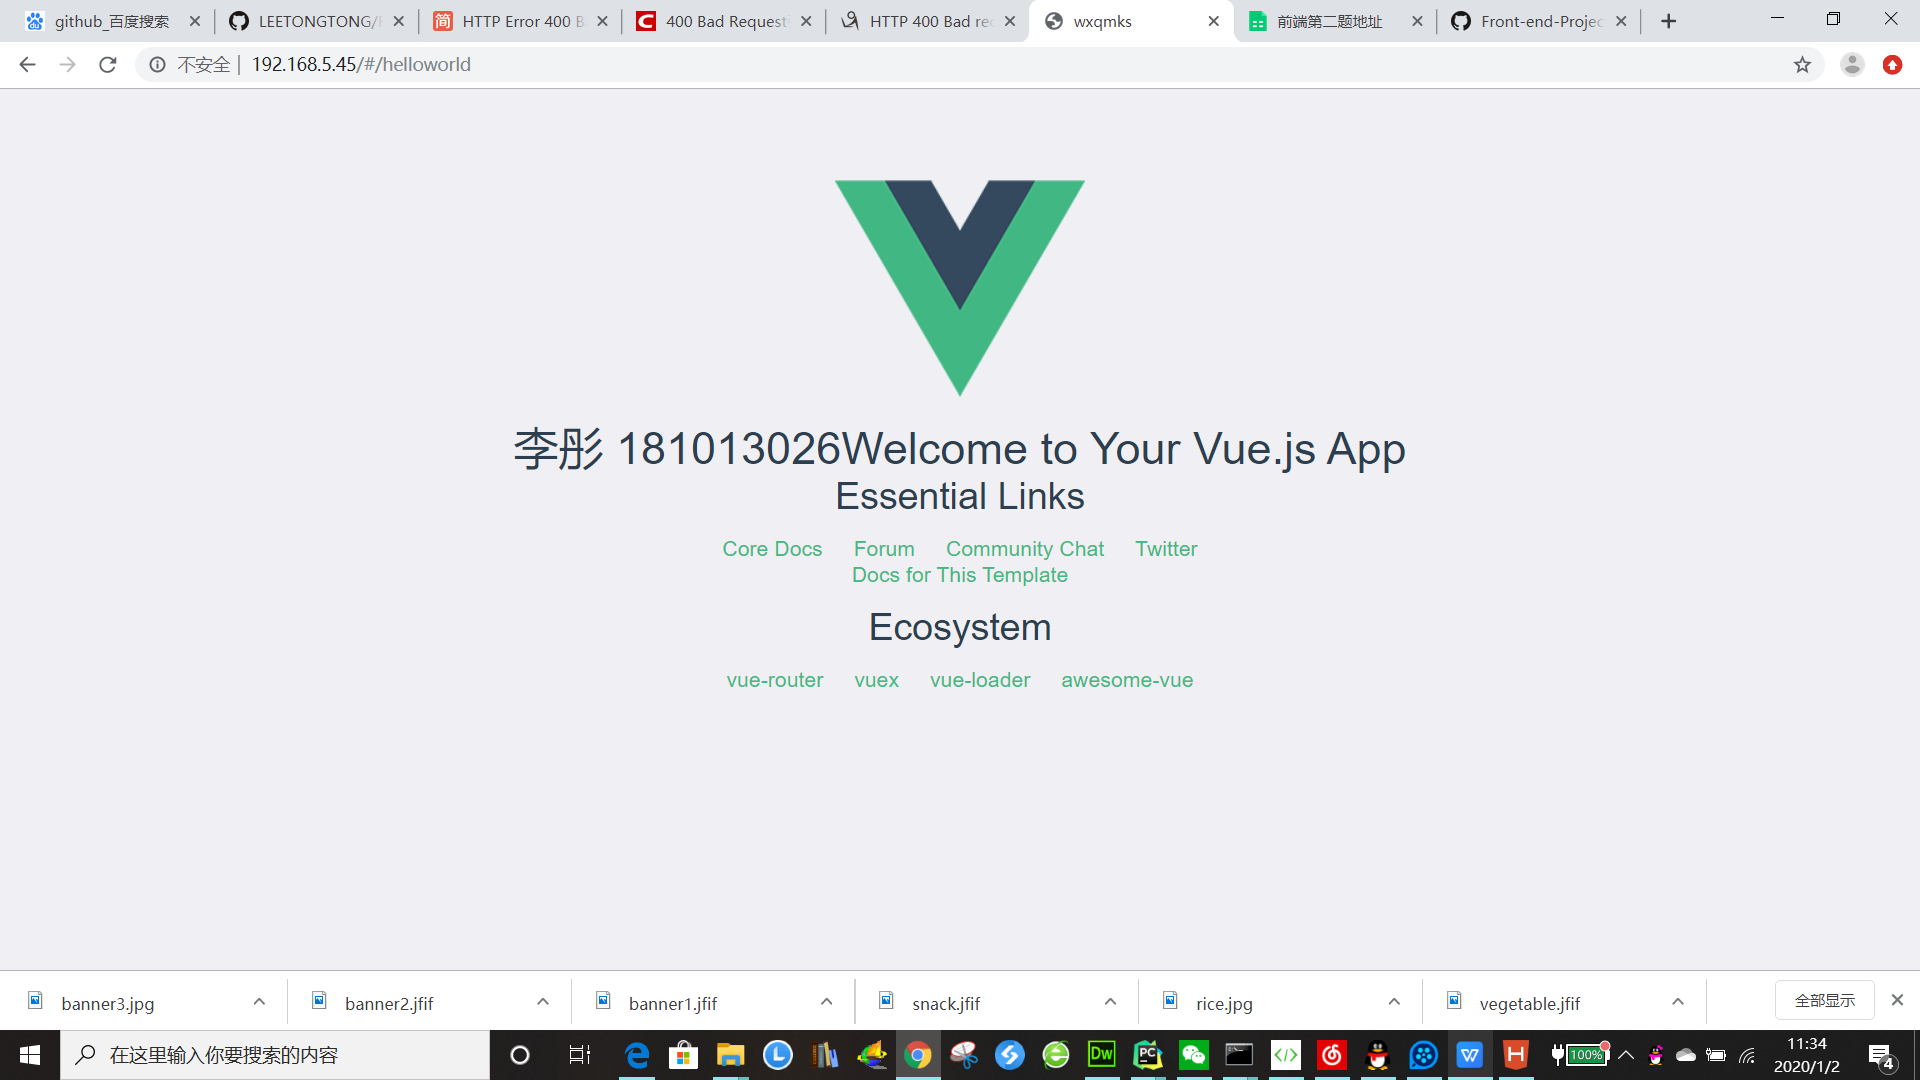 github_百度搜索
LEETONGTONG/
HTTP Error 400 B
400 Bad Request
HTTP 400 Bad re
wxqmks
前端第二题地址
Front-end-Projec
不安全 | 192.168.5.45/#/helloworld
李彤 181013026Welcome to Your Vue.js App
Essential Links
Core Docs Forum Community Chat Twitter
Docs for This Template
Ecosystem
vue-router vuex vue-loader awesome-vue
banner3.jpg
banner2.jfif
banner1.jfif
snack.jfif
rice.jpg
vegetable.jfif
全部显示
在这里输入你要搜索的内容
100%
11:34
2020/1/2
4